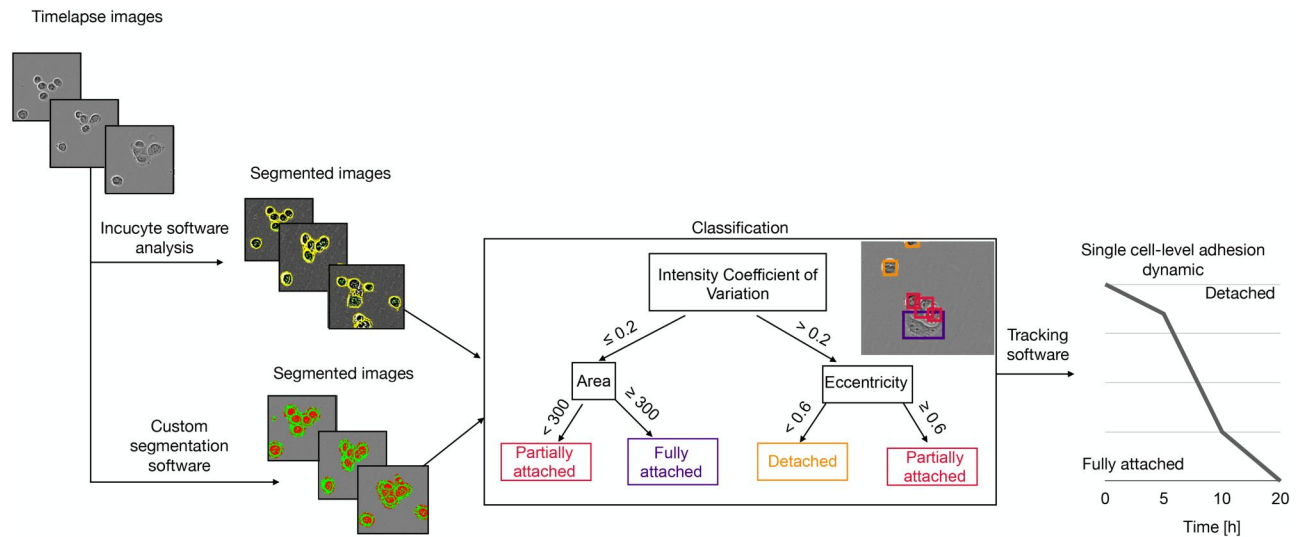 Timelapse images
Segmented images
Incucyte software
analysis
Segmented images
Custom
segmentation
software
Classification
Intensity Coefficient of
Variation
≤ 0.2
> 0.2
Area
Eccentricity
< 300
≥ 300
< 0.6
≥ 0.6
Partially
attached
Fully
attached
Detached
Partially
attached
Tracking
software
Single cell-level adhesion
dynamic
Detached
Fully attached
0 5 10 20
Time [h]